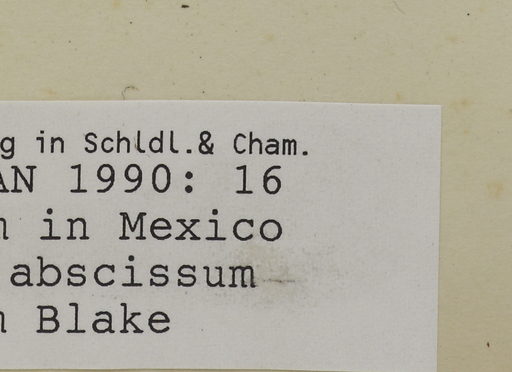 g in Schldl.& Cham.
AN 1990: 16
in Mexico
abscissum
Blake